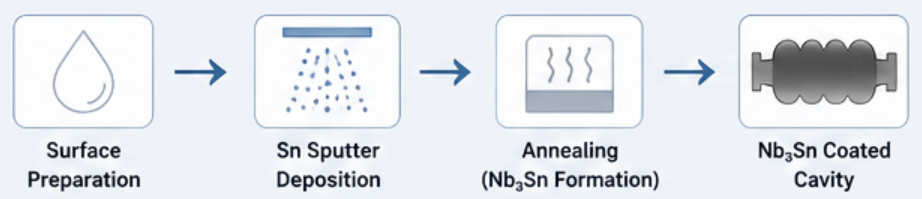 Surface
Preparation
Sn Sputter
Deposition
Annealing
(Nb₃Sn Formation)
Nb₃Sn Coated
Cavity